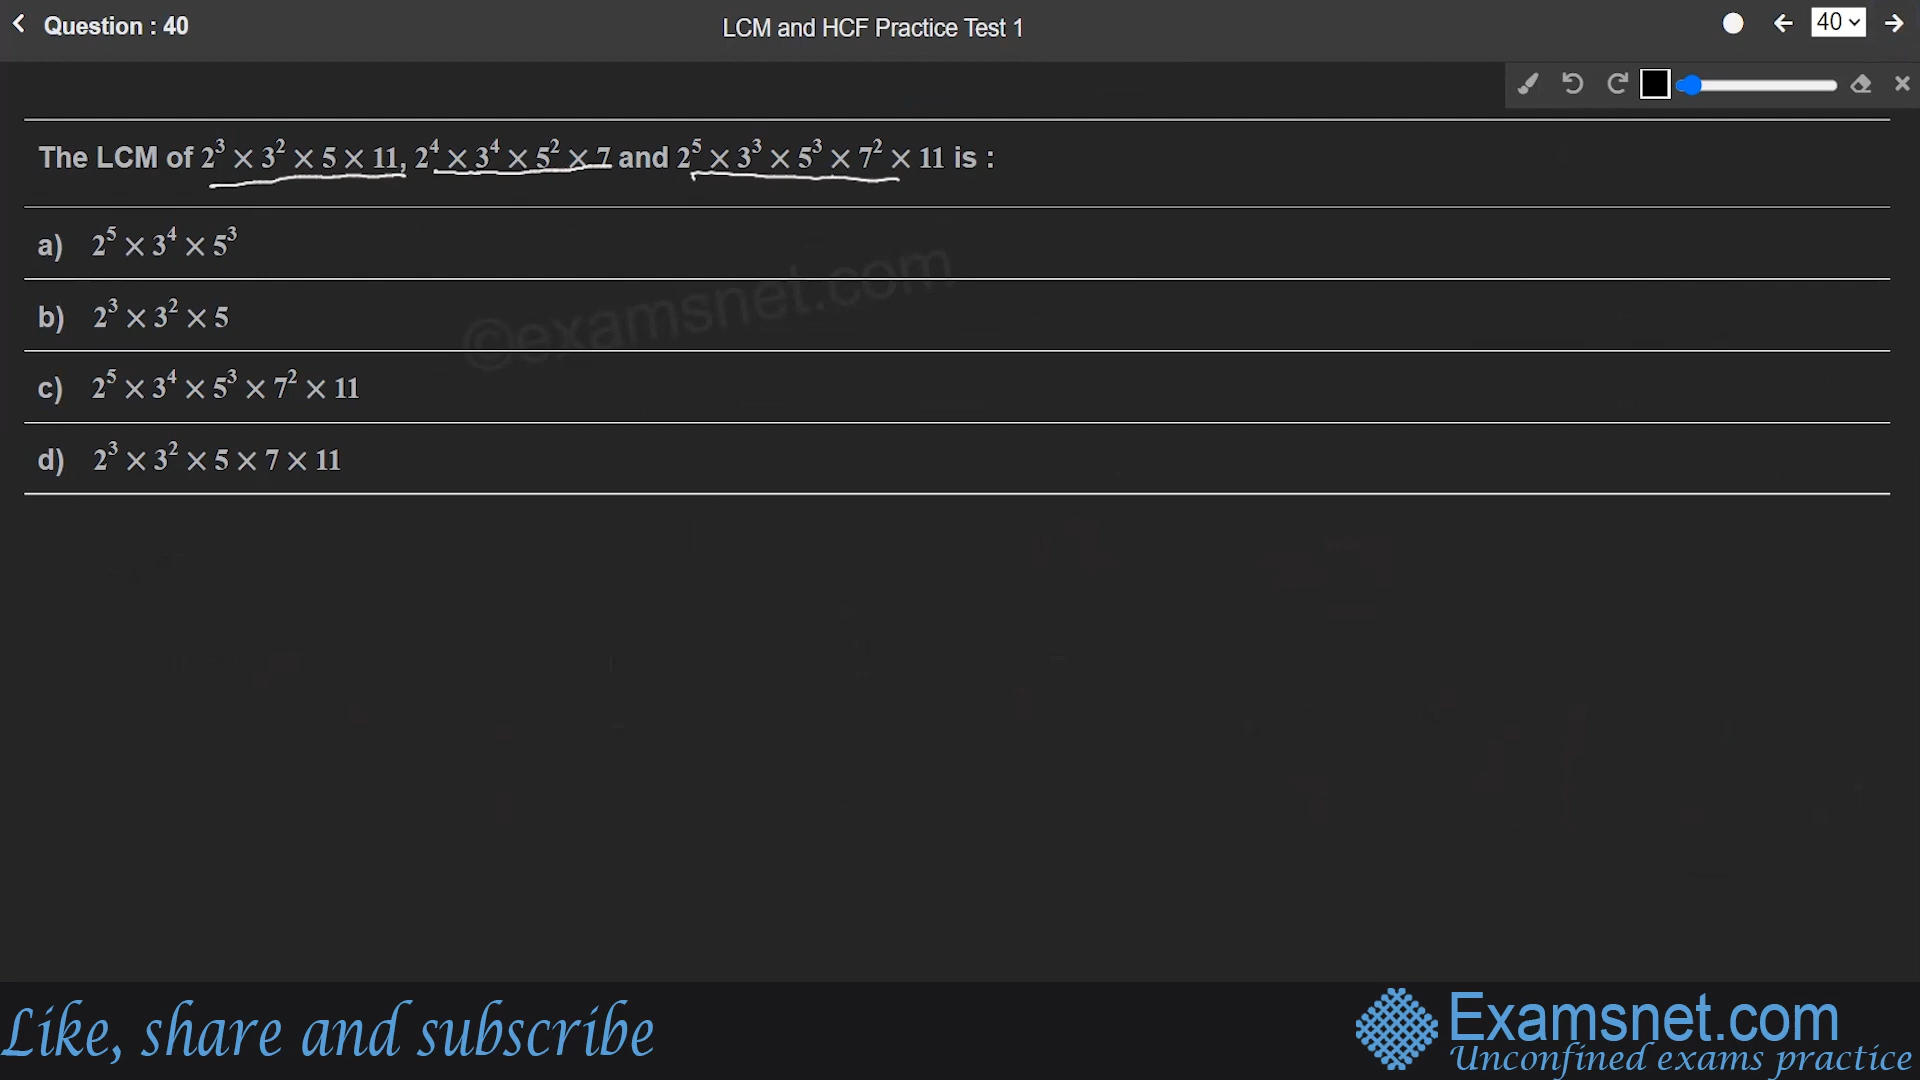 Question : 40
LCM and HCF Practice Test 1
40
The LCM of 2³ × 3² × 5 × 11, 2⁴ × 3⁴ × 5² × 7 and 2⁵ × 3³ × 5³ × 7² × 11 is :
a) 2⁵ × 3⁴ × 5³
©examsnet.com
b) 2³ × 3² × 5
c) 2⁵ × 3⁴ × 5³ × 7² × 11
d) 2³ × 3² × 5 × 7 × 11
Like, share and subscribe
Examsnet.com
Unconfined exams practice